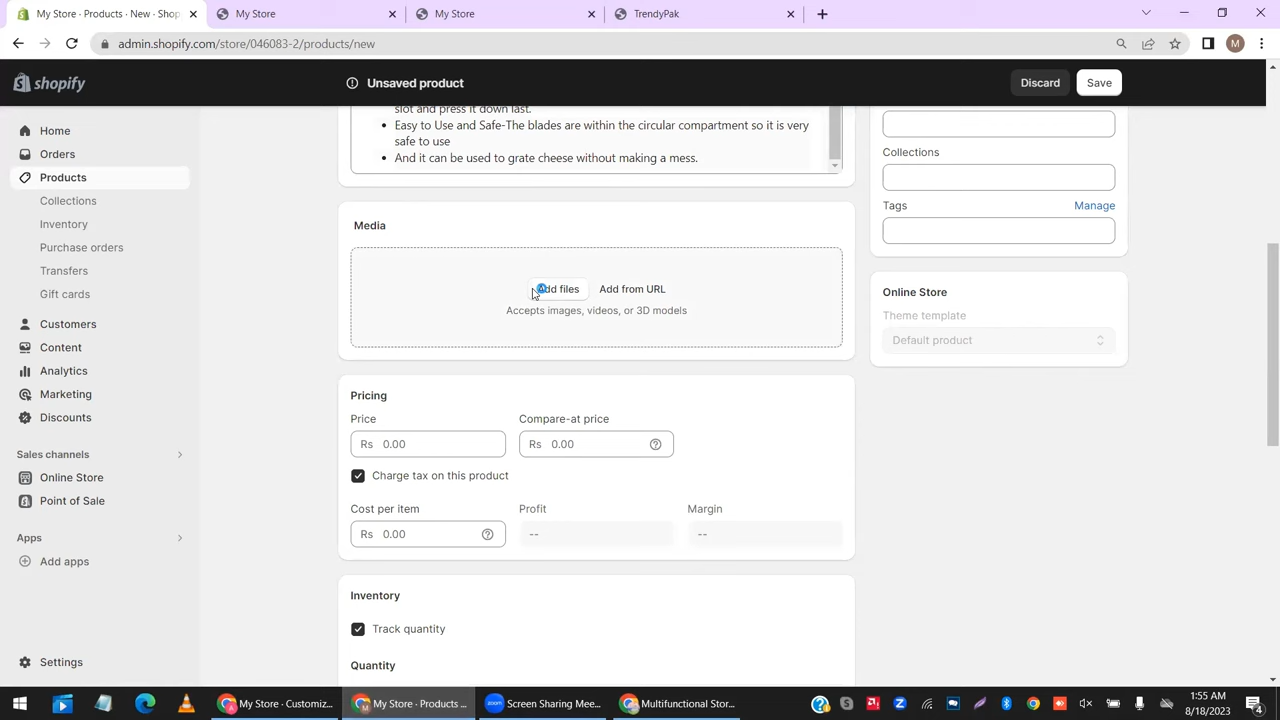 My Store - Products - New - Shop
My Store
My Store
TrendyPak
admin.shopify.com/store/046083-2/products/new
M
shopify
Unsaved product
Discard
Save
Home
Orders
Products
Collections
Inventory
Purchase orders
Transfers
Gift cards
Customers
Content
Analytics
Marketing
Discounts
Sales channels
Online Store
Point of Sale
Apps
Add apps
Settings
slot and press it down last.
Easy to Use and Safe-The blades are within the circular compartment so it is very
safe to use
And it can be used to grate cheese without making a mess.
Media
Add files
Add from URL
Accepts images, videos, or 3D models
Pricing
Price
Compare-at price
Rs 0.00
Rs 0.00
Charge tax on this product
Cost per item
Profit
Margin
Rs 0.00
--
--
Inventory
Track quantity
Quantity
Collections
Tags
Manage
Online Store
Theme template
Default product
My Store · Customiz...
My Store · Products ...
Screen Sharing Mee...
Multifunctional Stor...
1:55 AM
8/18/2023
4